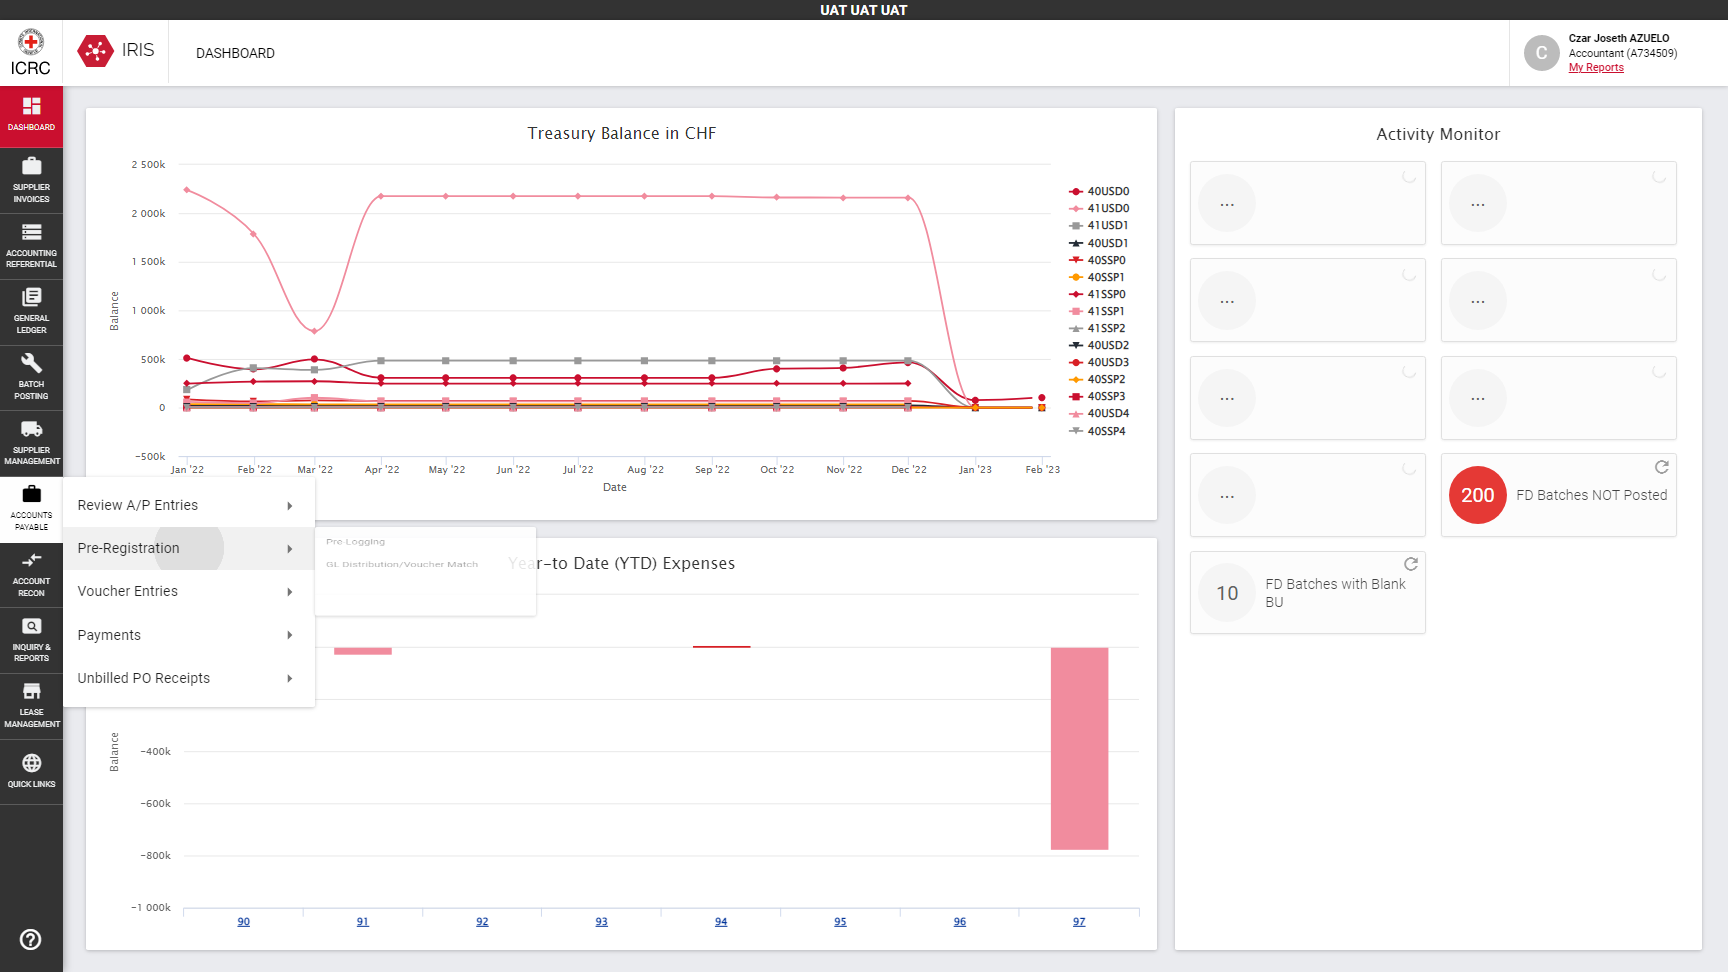 UAT UAT UAT
ICRC
IRIS
DASHBOARD
Czar Joseth AZUELO
Accountant (A734509)
My Reports
C
DASHBOARD
SUPPLIER
INVOICES
ACCOUNTING
REFERENTIAL
GENERAL
LEDGER
BATCH
POSTING
SUPPLIER
MANAGEMENT
ACCOUNTS
PAYABLE
ACCOUNT
RECON
INQUIRY &
REPORTS
LEASE
MANAGEMENT
QUICK LINKS
Treasury Balance in CHF
2 500k
2 000k
1 500k
1 000k
500k
0
−500k
Balance
Jan '22
Feb '22
Mar '22
Apr '22
May '22
Jun '22
Jul '22
Aug '22
Sep '22
Oct '22
Nov '22
Dec '22
Jan '23
Feb '23
Date
40USD0
41USD0
41USD1
40USD1
40SSP0
40SSP1
41SSP0
41SSP1
41SSP2
40USD2
40USD3
40SSP2
40SSP3
40USD4
40SSP4
Review A/P Entries
Pre-Registration
Voucher Entries
Payments
Unbilled PO Receipts
Pre-Logging
GL Distribution/Voucher Match
Year-to Date (YTD) Expenses
Balance
−400k
−600k
−800k
−1 000k
90
91
92
93
94
95
96
97
Activity Monitor
...
...
...
...
...
...
...
200
FD Batches NOT Posted
10
FD Batches with Blank
BU